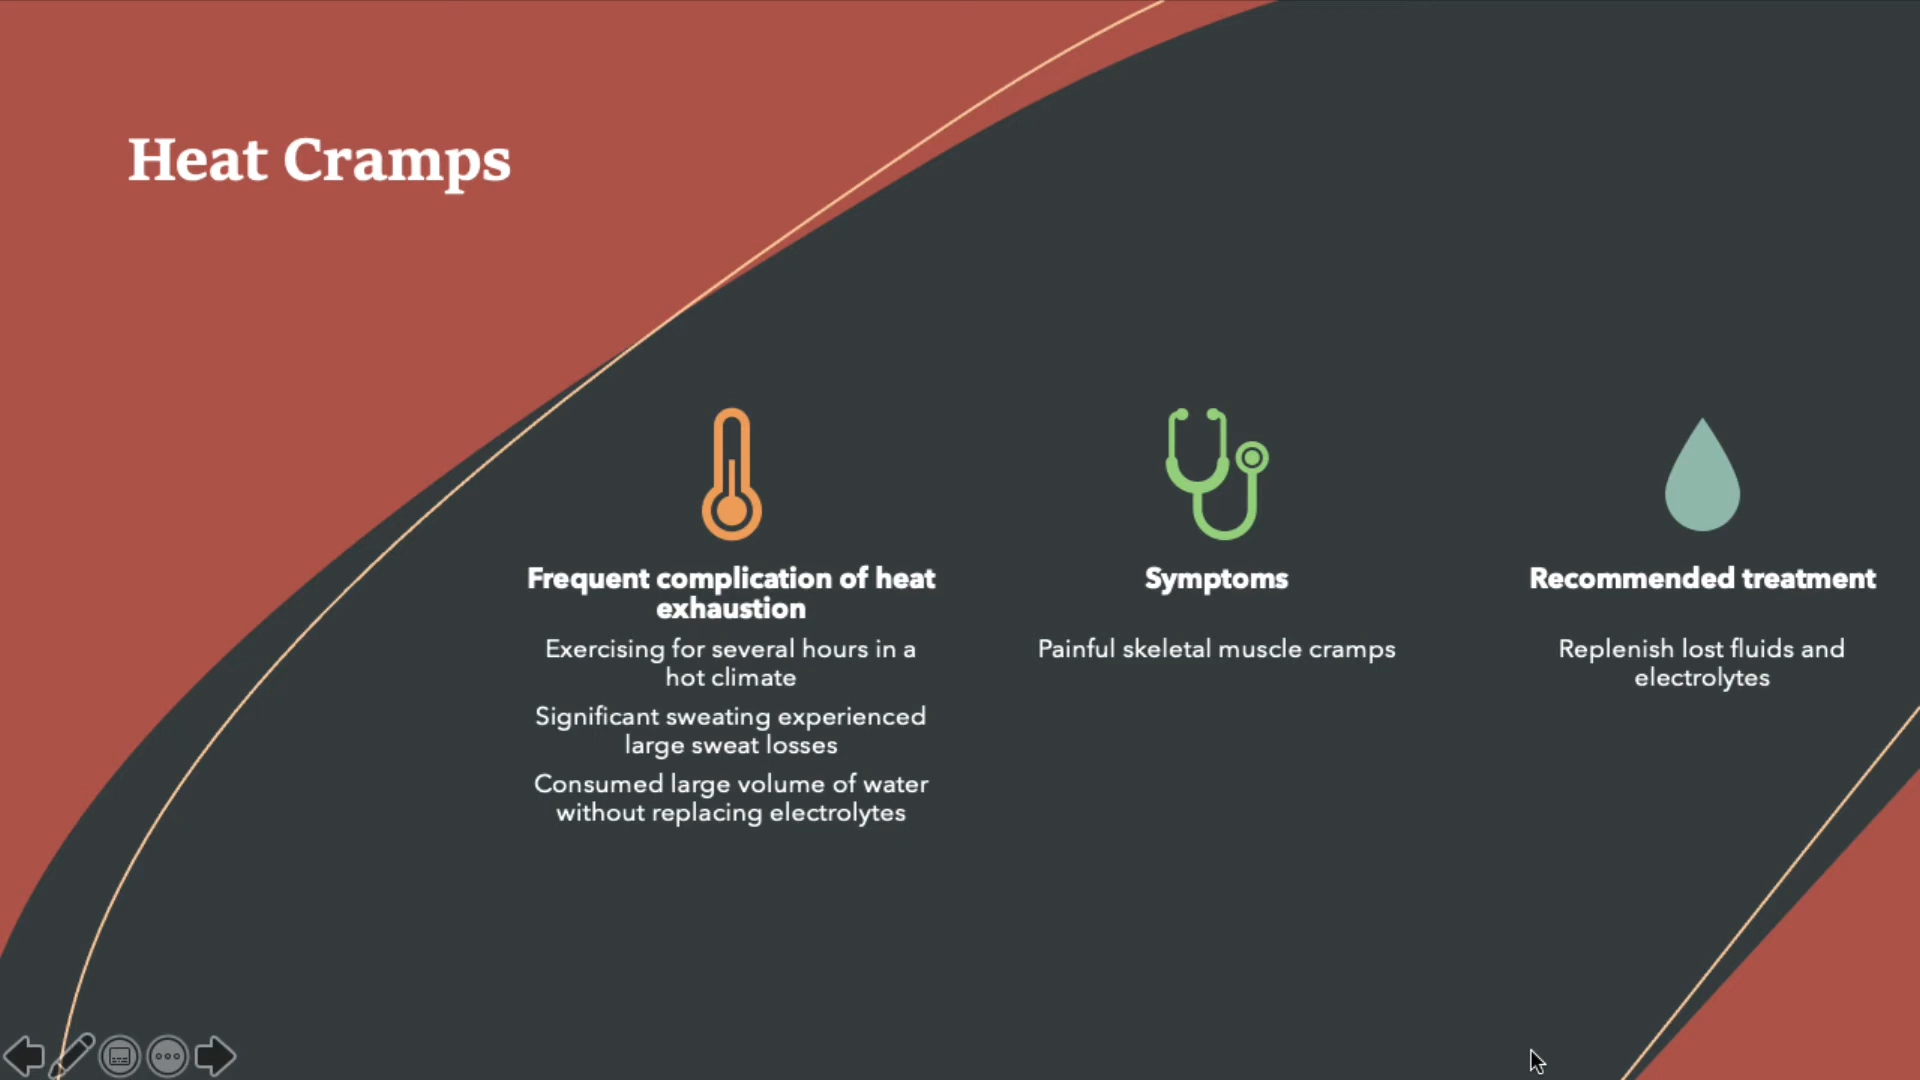 Heat Cramps
Frequent complication of heat
exhaustion
Exercising for several hours in a
hot climate
Significant sweating experienced
large sweat losses
Consumed large volume of water
without replacing electrolytes
Symptoms
Painful skeletal muscle cramps
Recommended treatment
Replenish lost fluids and
electrolytes